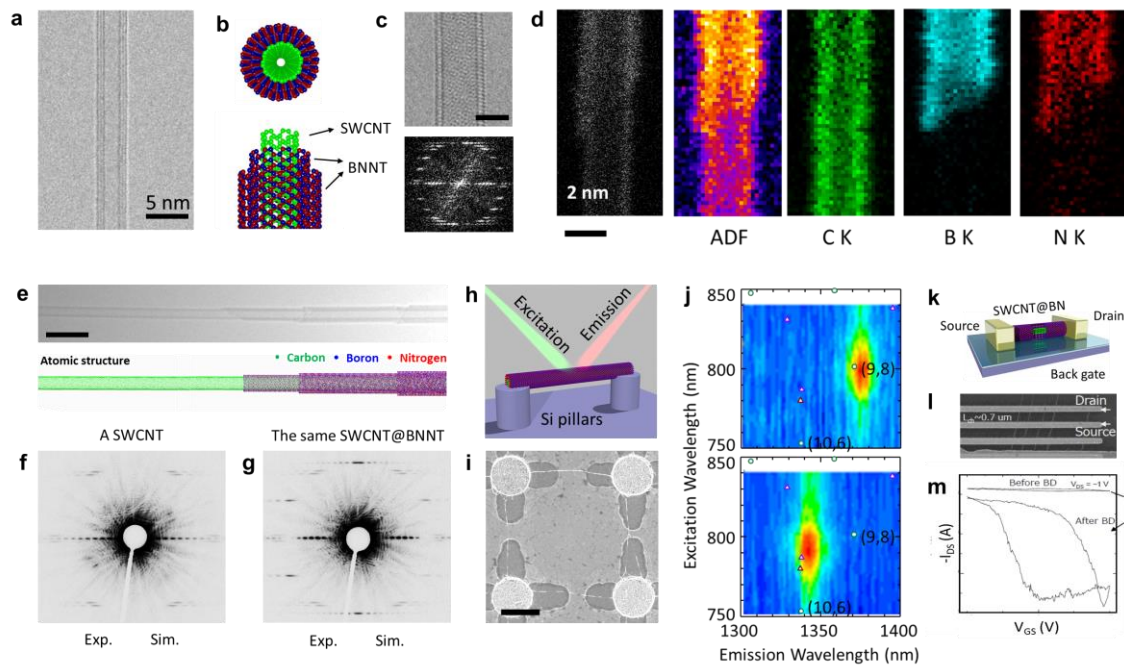 a
5 nm
b
SWCNT
BNNT
c
d
2 nm
ADF
C K
B K
N K
e
Atomic structure
Carbon
Boron
Nitrogen
A SWCNT
The same SWCNT@BNNT
f
Exp.
Sim.
g
Exp.
Sim.
h
Excitation
Emission
Si pillars
i
j
850
800
750
(9,8)
(10,6)
850
800
750
(9,8)
(10,6)
1300
1350
1400
Excitation Wavelength (nm)
Emission Wavelength (nm)
k
SWCNT@BN
Source
Drain
Back gate
l
Drain
~0.7 um
Source
m
Before BD
V_DS = -1 V
After BD
-I_DS (A)
V_GS (V)